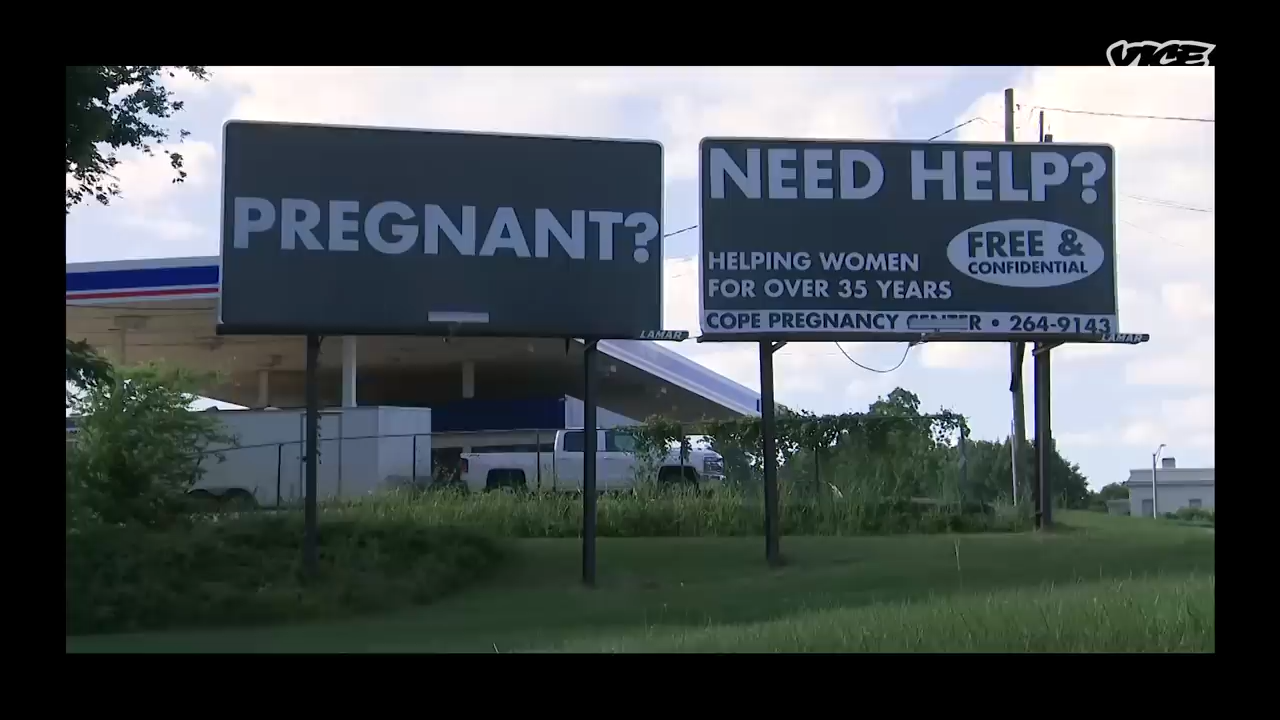 VICE
PREGNANT?
LAMAR
NEED HELP?
FREE &
CONFIDENTIAL
HELPING WOMEN
FOR OVER 35 YEARS
COPE PREGNANCY CENTER • 264-9143
LAMAR